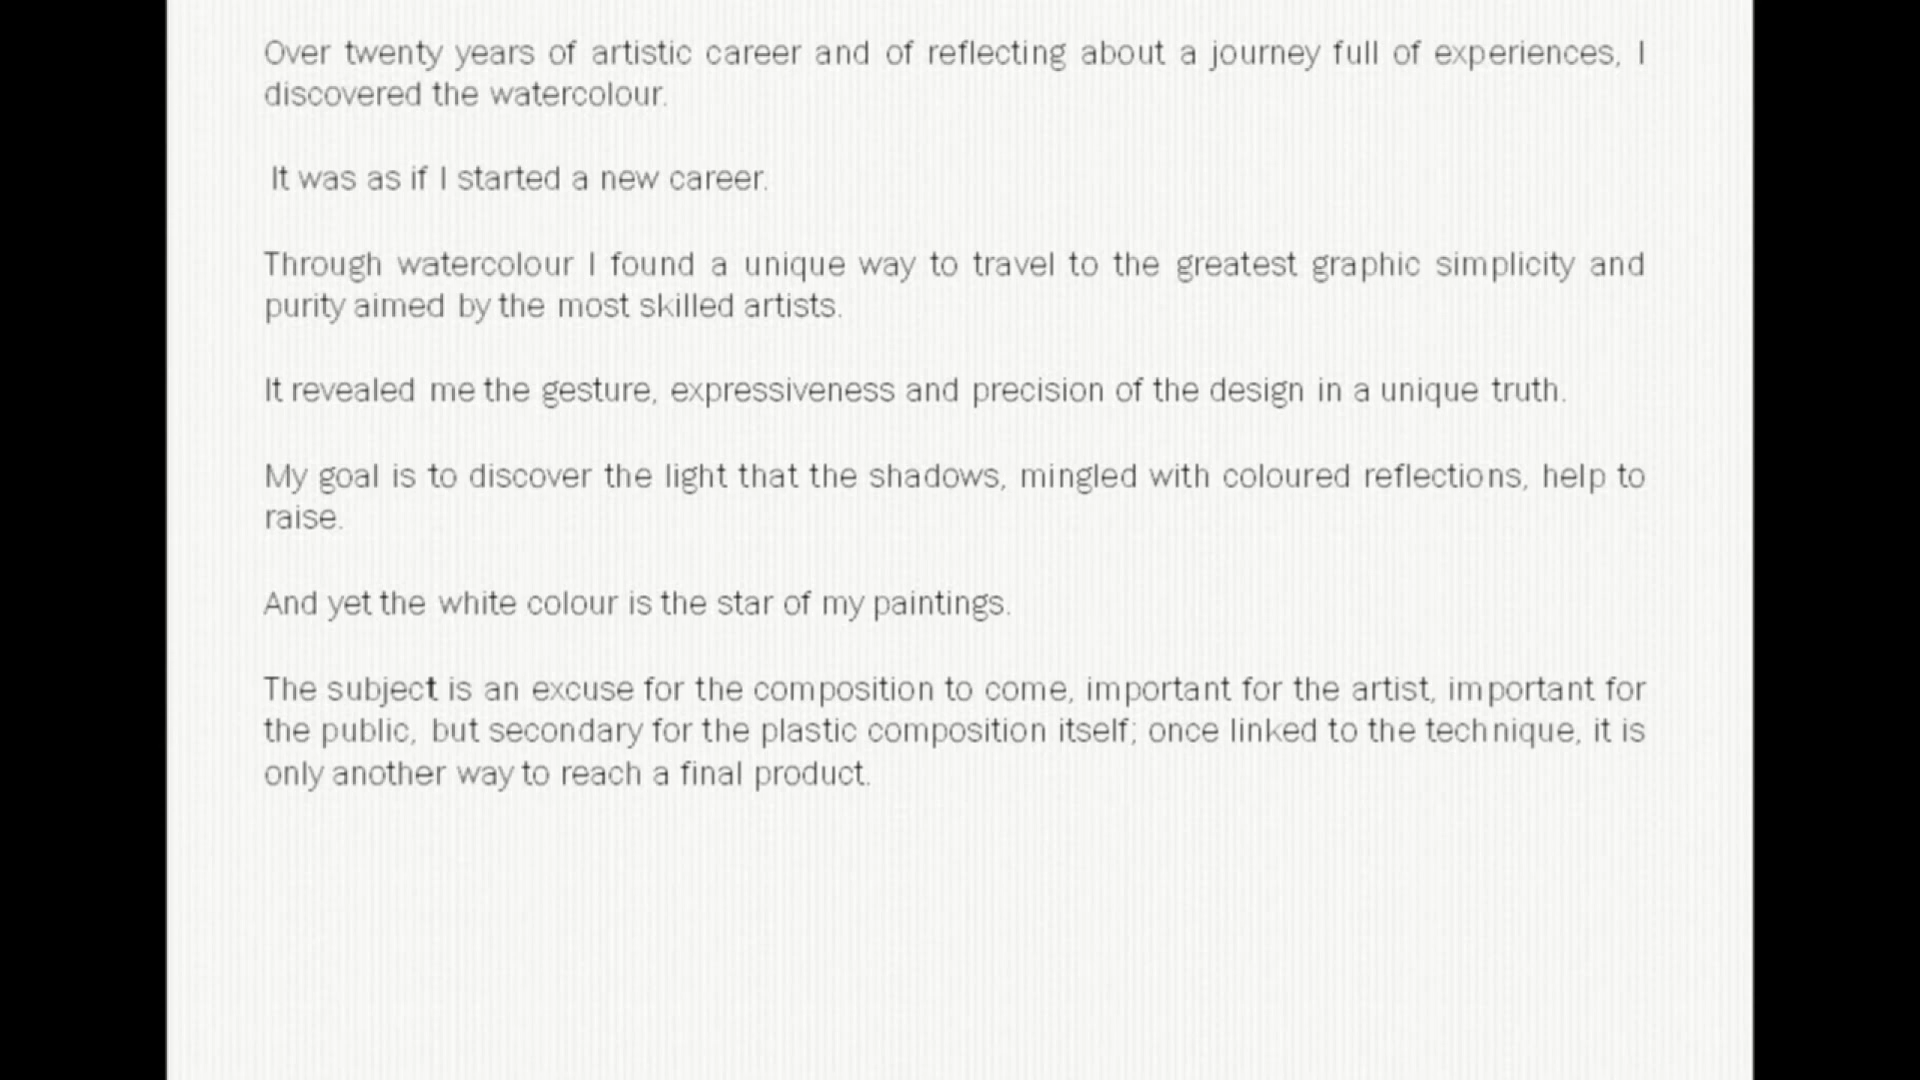 Over twenty years of artistic career and of reflecting about a journey full of experiences, I
discovered the watercolour.
It was as if I started a new career.
Through watercolour I found a unique way to travel to the greatest graphic simplicity and
purity aimed by the most skilled artists.
It revealed me the gesture, expressiveness and precision of the design in a unique truth.
My goal is to discover the light that the shadows, mingled with coloured reflections, help to
raise.
And yet the white colour is the star of my paintings.
The subject is an excuse for the composition to come, important for the artist, important for
the public, but secondary for the plastic composition itself; once linked to the technique, it is
only another way to reach a final product.